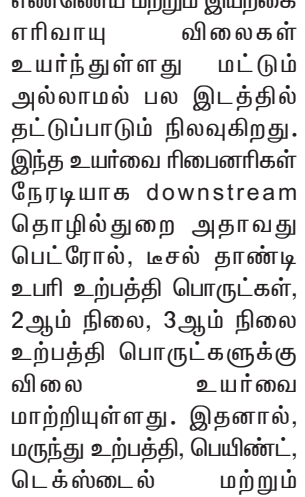 எண்ணெய் மற்றும் இயற்கை
எரிவாயு விலைகள்
உயர்ந்துள்ளது மட்டும்
அல்லாமல் பல இடத்தில்
தட்டுப்பாடும் நிலவுகிறது.
இந்த உயர்வை ரிபைனரிகள்
நேரடியாக downstream
தொழில்துறை அதாவது
பெட்ரோல், டீசல் தாண்டி
உபரி உற்பத்தி பொருட்கள்,
2ஆம் நிலை, 3ஆம் நிலை
உற்பத்தி பொருட்களுக்கு
விலை உயர்வை
மாற்றியுள்ளது. இதனால்,
மருந்து உற்பத்தி, பெயிண்ட்,
டெக்ஸ்டைல் மற்றும்